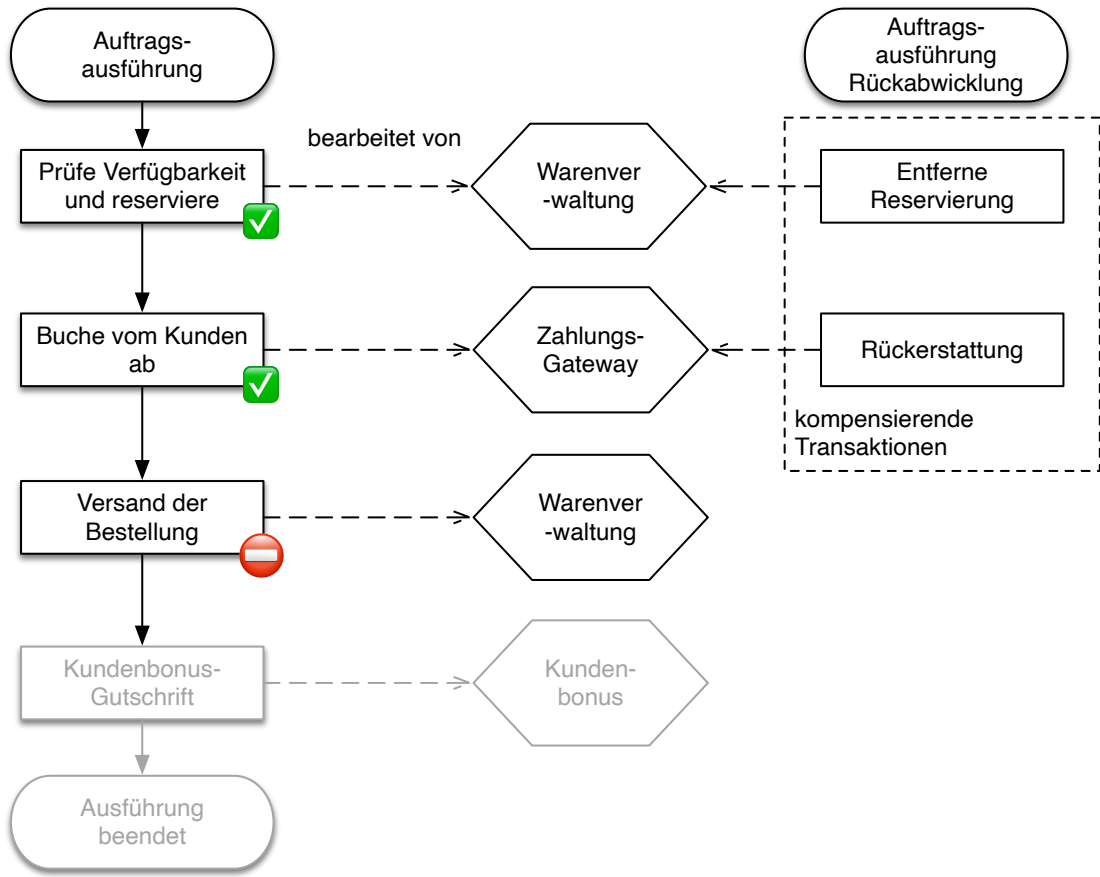 Auftrags-
ausführung
Auftrags-
ausführung
Rückabwicklung
bearbeitet von
Prüfe Verfügbarkeit
und reserviere
Warenver
-waltung
Entferne
Reservierung
Buche vom Kunden
ab
Zahlungs-
Gateway
Rückerstattung
kompensierende
Transaktionen
Versand der
Bestellung
Warenver
-waltung
Kundenbonus-
Gutschrift
Kunden-
bonus
Ausführung
beendet